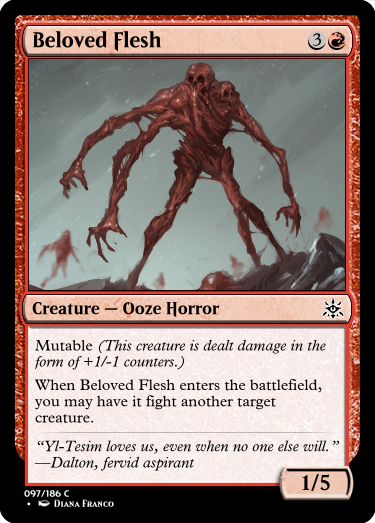 Beloved Flesh 3
Creature — Ooze Horror
Mutable (This creature is dealt damage in the
form of +1/-1 counters.)
When Beloved Flesh enters the battlefield,
you may have it fight another target
creature.
“Yl-Tesim loves us, even when no one else will.”
—Dalton, fervid aspirant
1/5
097/186 C
• Diana Franco